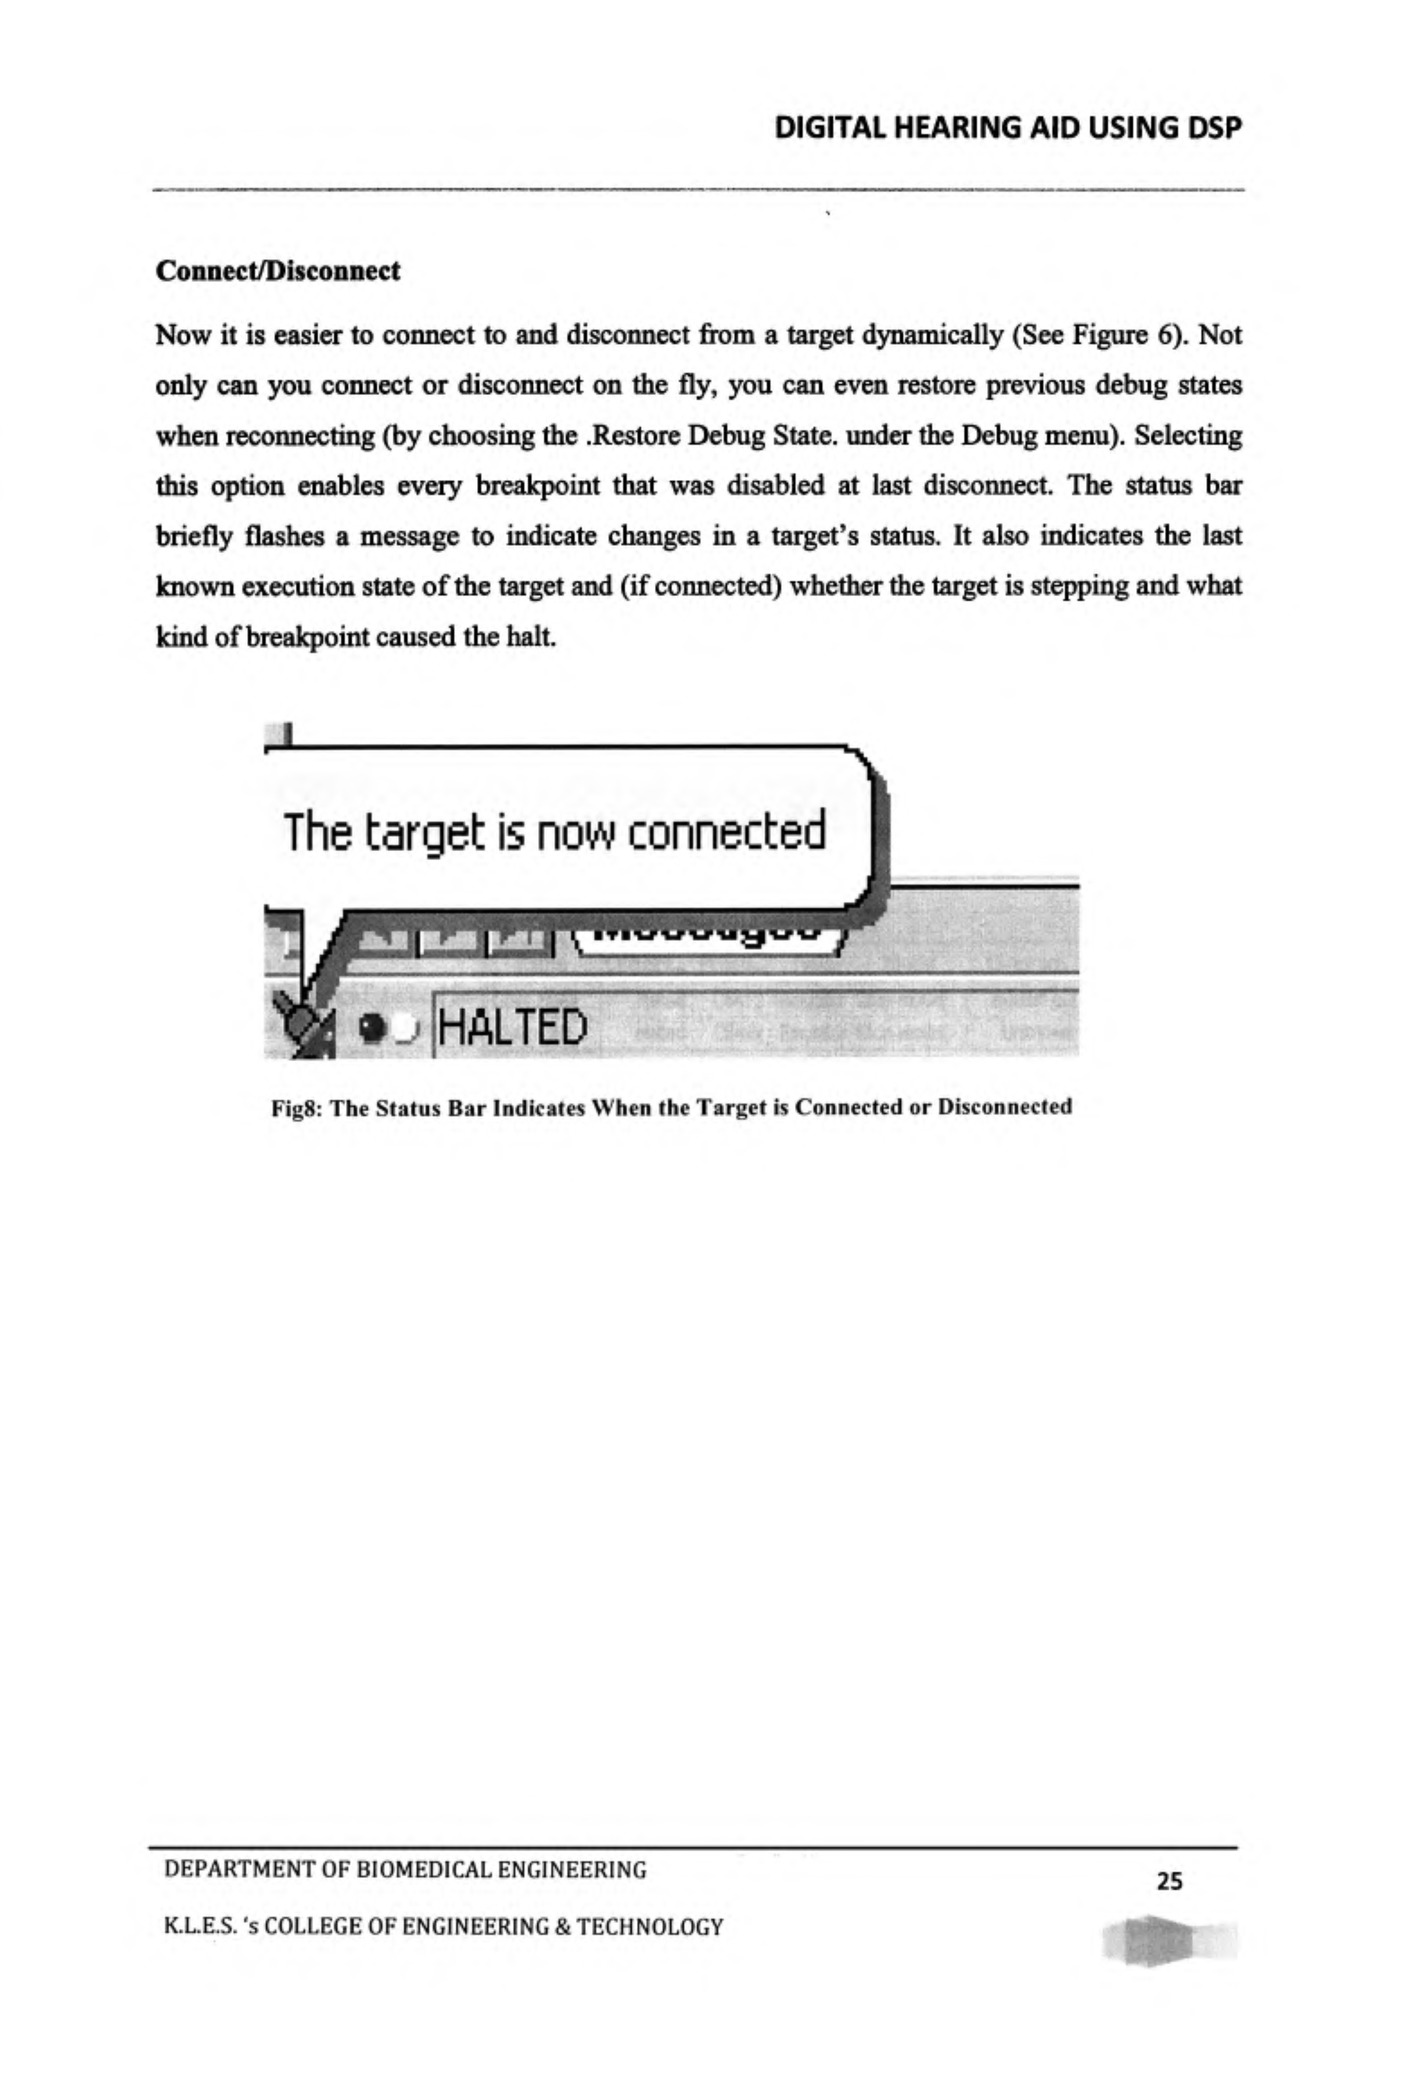 DIGITAL HEARING AID USING DSP
Connect/Disconnect
Now it is easier to connect to and disconnect from a target dynamically (See Figure 6). Not
only can you connect or disconnect on the fly, you can even restore previous debug states
when reconnecting (by choosing the .Restore Debug State. under the Debug menu). Selecting
this option enables every breakpoint that was disabled at last disconnect. The status bar
briefly flashes a message to indicate changes in a target’s status. It also indicates the last
known execution state of the target and (if connected) whether the target is stepping and what
kind of breakpoint caused the halt.
The target is now connected
HALTED
Fig8: The Status Bar Indicates When the Target is Connected or Disconnected
DEPARTMENT OF BIOMEDICAL ENGINEERING
25
K.L.E.S. ‘s COLLEGE OF ENGINEERING & TECHNOLOGY